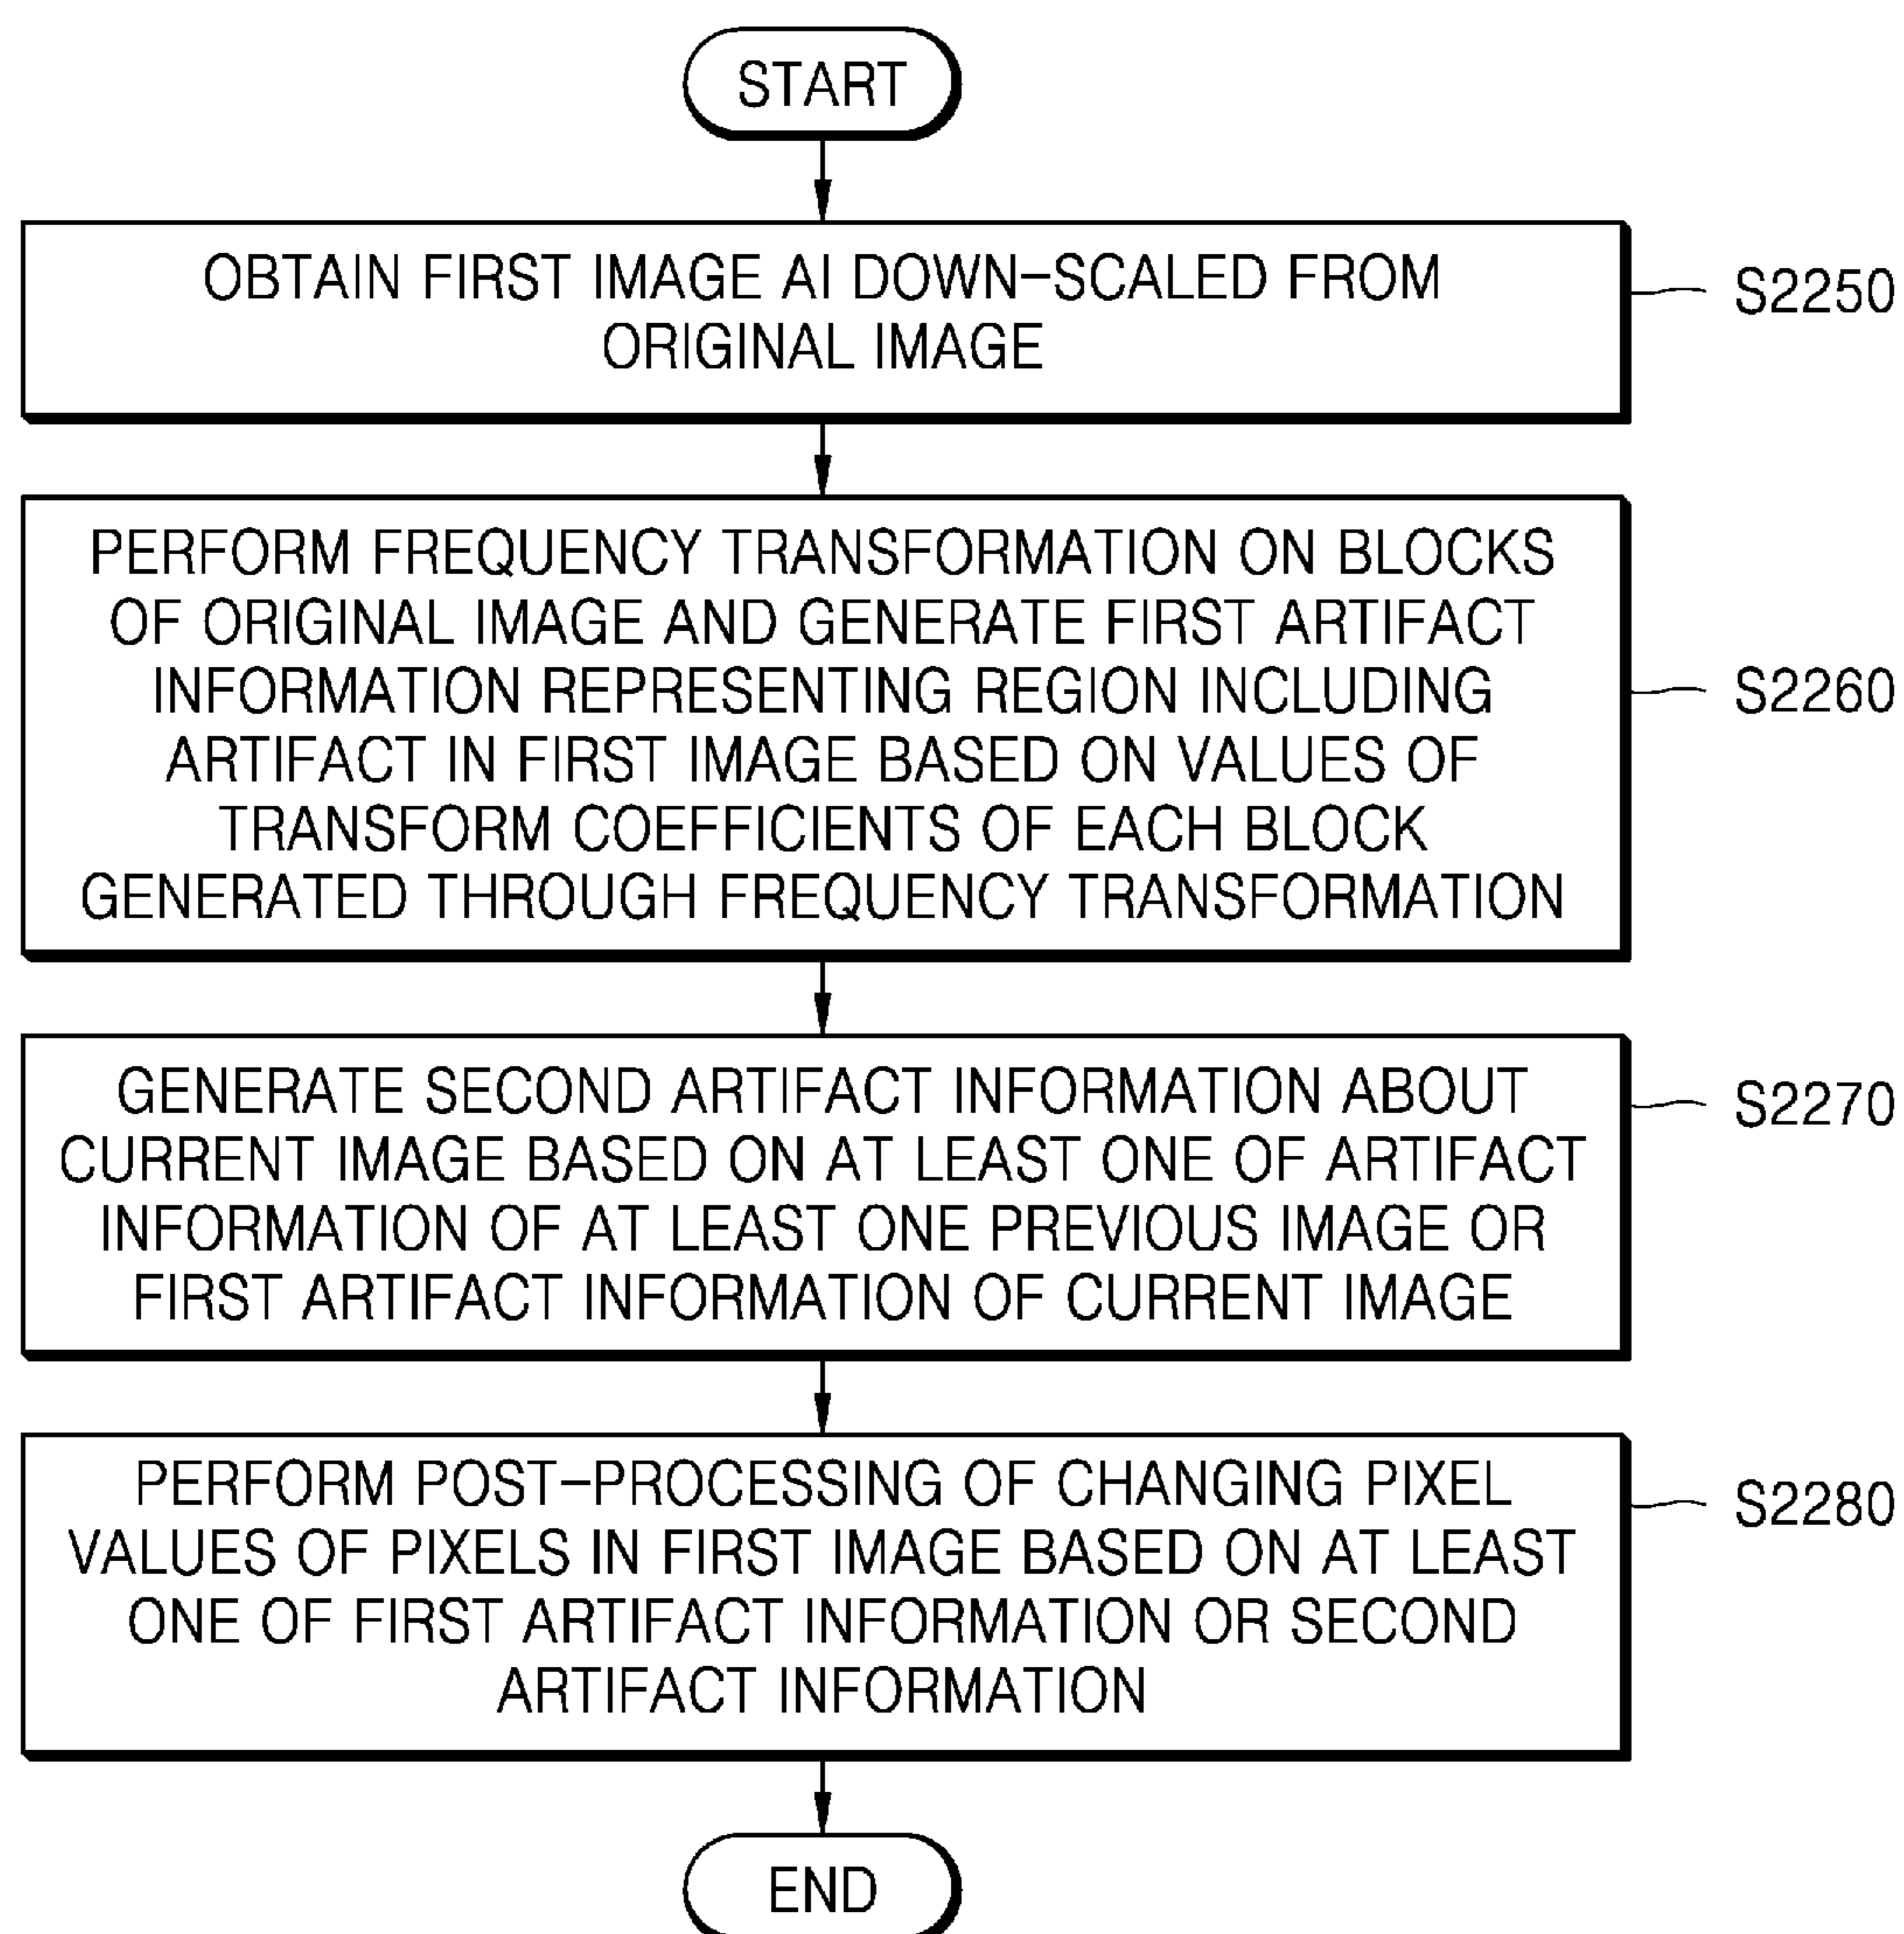 START
OBTAIN FIRST IMAGE AI DOWN-SCALED FROM
ORIGINAL IMAGE
S2250
PERFORM FREQUENCY TRANSFORMATION ON BLOCKS
OF ORIGINAL IMAGE AND GENERATE FIRST ARTIFACT
INFORMATION REPRESENTING REGION INCLUDING
ARTIFACT IN FIRST IMAGE BASED ON VALUES OF
TRANSFORM COEFFICIENTS OF EACH BLOCK
GENERATED THROUGH FREQUENCY TRANSFORMATION
S2260
GENERATE SECOND ARTIFACT INFORMATION ABOUT
CURRENT IMAGE BASED ON AT LEAST ONE OF ARTIFACT
INFORMATION OF AT LEAST ONE PREVIOUS IMAGE OR
FIRST ARTIFACT INFORMATION OF CURRENT IMAGE
S2270
PERFORM POST-PROCESSING OF CHANGING PIXEL
VALUES OF PIXELS IN FIRST IMAGE BASED ON AT LEAST
ONE OF FIRST ARTIFACT INFORMATION OR SECOND
ARTIFACT INFORMATION
S2280
END